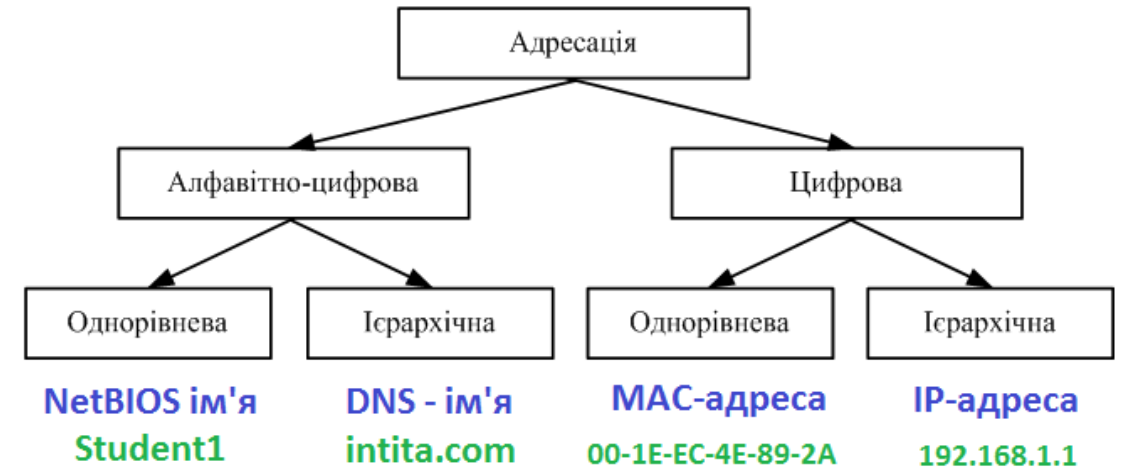 Адресація
Алфавітно-цифрова
Цифрова
Однорівнева
Ієрархічна
Однорівнева
Ієрархічна
NetBIOS ім'я
DNS - ім'я
MAC-адреса
IP-адреса
Student1
intita.com
00-1E-EC-4E-89-2A
192.168.1.1